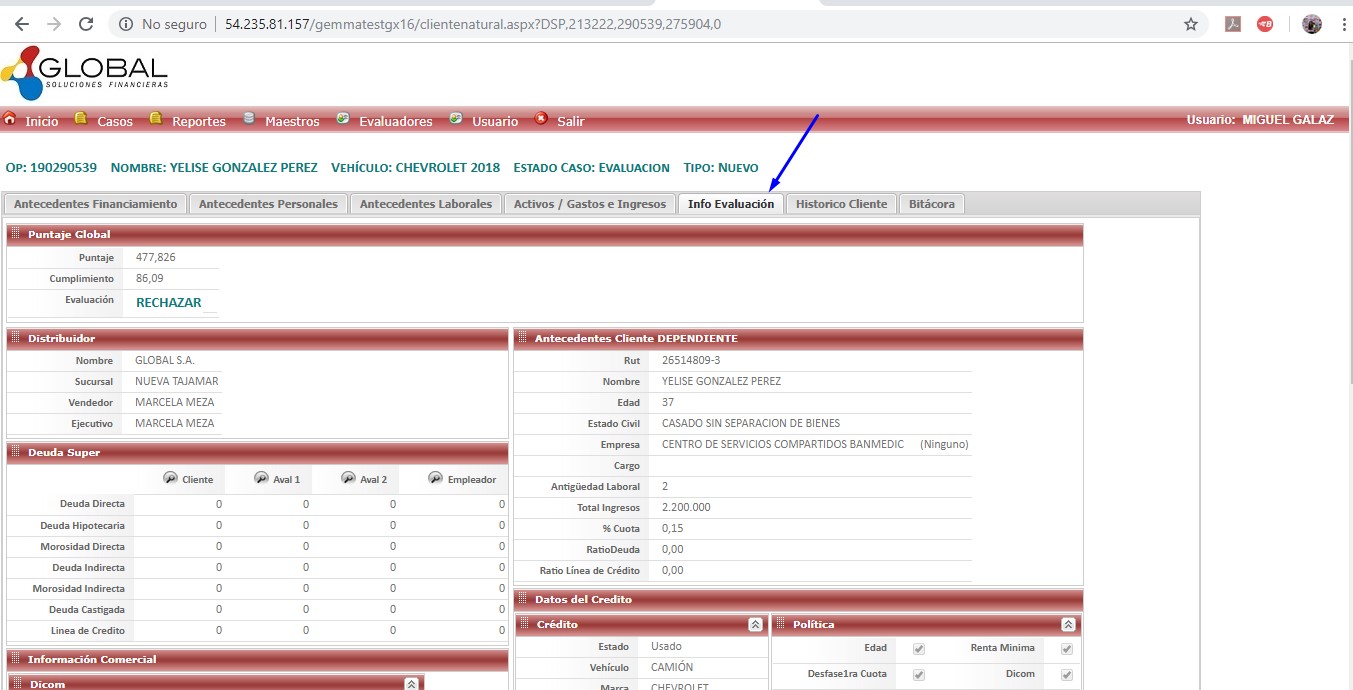 No seguro | 54.235.81.157/gemmatestgx16/clientenatural.aspx?DSP,213222,290539,275904,0
GLOBAL
SOLUCIONES FINANCIERAS
Inicio Casos Reportes Maestros Evaluadores Usuario Salir Usuario: MIGUEL GALAZ
OP: 190290539 NOMBRE: YELISE GONZALEZ PEREZ VEHÍCULO: CHEVROLET 2018 ESTADO CASO: EVALUACION TIPO: NUEVO
Antecedentes Financiamiento Antecedentes Personales Antecedentes Laborales Activos / Gastos e Ingresos Info Evaluación Historico Cliente Bitácora
Puntaje Global
Puntaje 477,826
Cumplimiento 86,09
Evaluación RECHAZAR
Distribuidor
Nombre GLOBAL S.A.
Sucursal NUEVA TAJAMAR
Vendedor MARCELA MEZA
Ejecutivo MARCELA MEZA
Deuda Super
Cliente Aval 1 Aval 2 Empleador
Deuda Directa 0 0 0 0
Deuda Hipotecaria 0 0 0 0
Morosidad Directa 0 0 0 0
Deuda Indirecta 0 0 0 0
Morosidad Indirecta 0 0 0 0
Deuda Castigada 0 0 0 0
Linea de Credito 0 0 0 0
Información Comercial
Dicom
Antecedentes Cliente DEPENDIENTE
Rut 26514809-3
Nombre YELISE GONZALEZ PEREZ
Edad 37
Estado Civil CASADO SIN SEPARACION DE BIENES
Empresa CENTRO DE SERVICIOS COMPARTIDOS BANMEDIC (Ninguno)
Cargo
Antigüedad Laboral 2
Total Ingresos 2.200.000
% Cuota 0,15
RatioDeuda 0,00
Ratio Línea de Crédito 0,00
Datos del Credito
Crédito
Estado Usado
Vehículo CAMIÓN
Marca CHEVROLET
Política
Edad Renta Minima
Desfase1ra Cuota Dicom